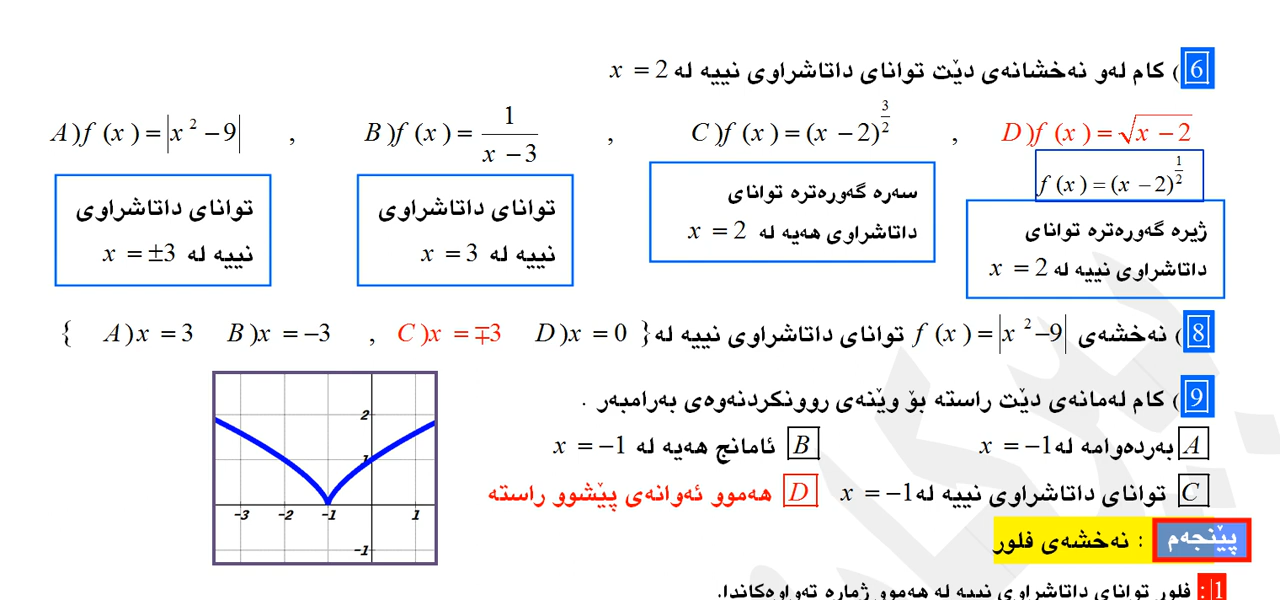 6) کام لەو نەخشانەی دێت توانای داتاشراوی نییە لە x = 2
A) f(x) = |x² − 9| , B) f(x) = 1/(x − 3) , C) f(x) = (x − 2)^(3/2) , D) f(x) = √(x − 2)
f(x) = (x − 2)^(1/2)
توانای داتاشراوی
نییە لە x = ±3
توانای داتاشراوی
نییە لە x = 3
سەرە گەورەترە توانای
داتاشراوی هەیە لە x = 2
ژیرە گەورەترە توانای
داتاشراوی نییە لە x = 2
8) نەخشەی f(x) = |x² − 9| توانای داتاشراوی نییە لە { A) x = 3 B) x = −3 , C) x = ∓3 D) x = 0 }
9) کام لەمانەی دێت راستە بۆ وێنەی روونکردنەوەی بەرامبەر .
A بەردەوامە لە x = −1 B ئامانج هەیە لە x = −1
C توانای داتاشراوی نییە لە x = −1 D هەموو ئەوانەی پێشوو راستە
2
1
-3 -2 -1 1
-1
پێنجەم : نەخشەی فلور
1: فلور توانای داتاشراوی نییە لە هەموو ژمارە تەواوەکاندا.